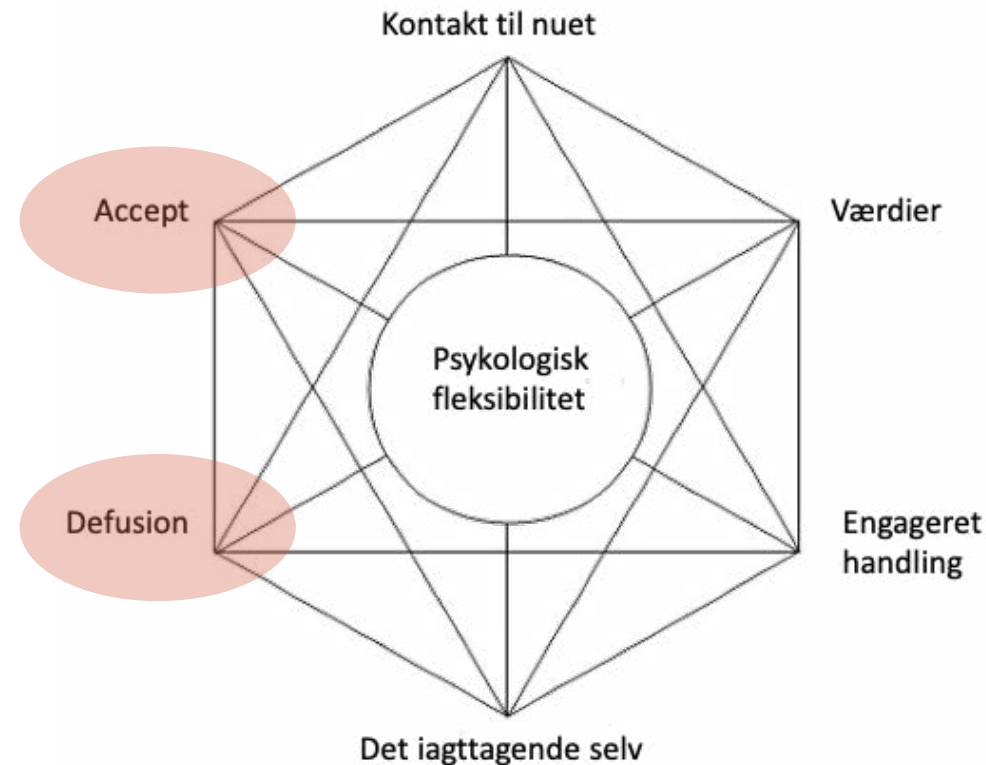 Kontakt til nuet
Accept
Værdier
Psykologisk
fleksibilitet
Defusion
Engageret
handling
Det iagttagende selv